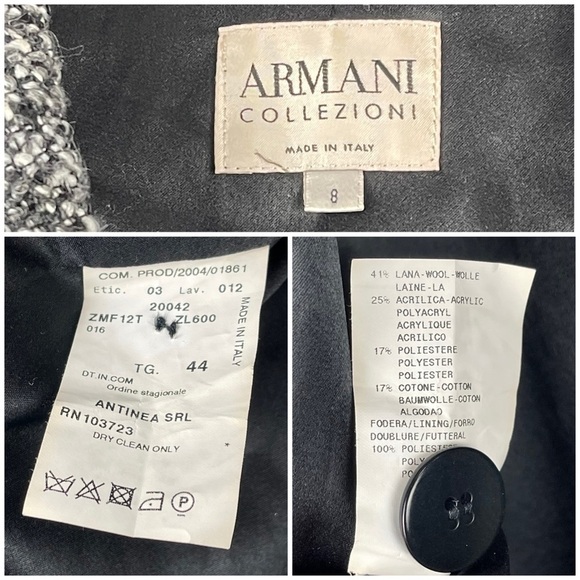 ARMANI
COLLEZIONI
MADE IN ITALY
8
COM. PROD/2004/01861
Etic. 03 Lav. 012
20042
ZMF12T ZL600
016
MADE IN ITALY
TG. 44
DT.IN.COM
Ordine stagionale
ANTINEA SRL
RN103723
DRY CLEAN ONLY
P
41% LANA-WOOL-WOLLE
LAINE-LA
25% ACRILICA-ACRYLIC
POLYACRYL
ACRYLIQUE
ACRILICO
17% POLIESTERE
POLYESTER
POLIESTER
17% COTONE-COTTON
BAUMWOLLE-COTON
ALGODAO
FODERA/LINING/FORRO
DOUBLURE/FUTTERAL
100%